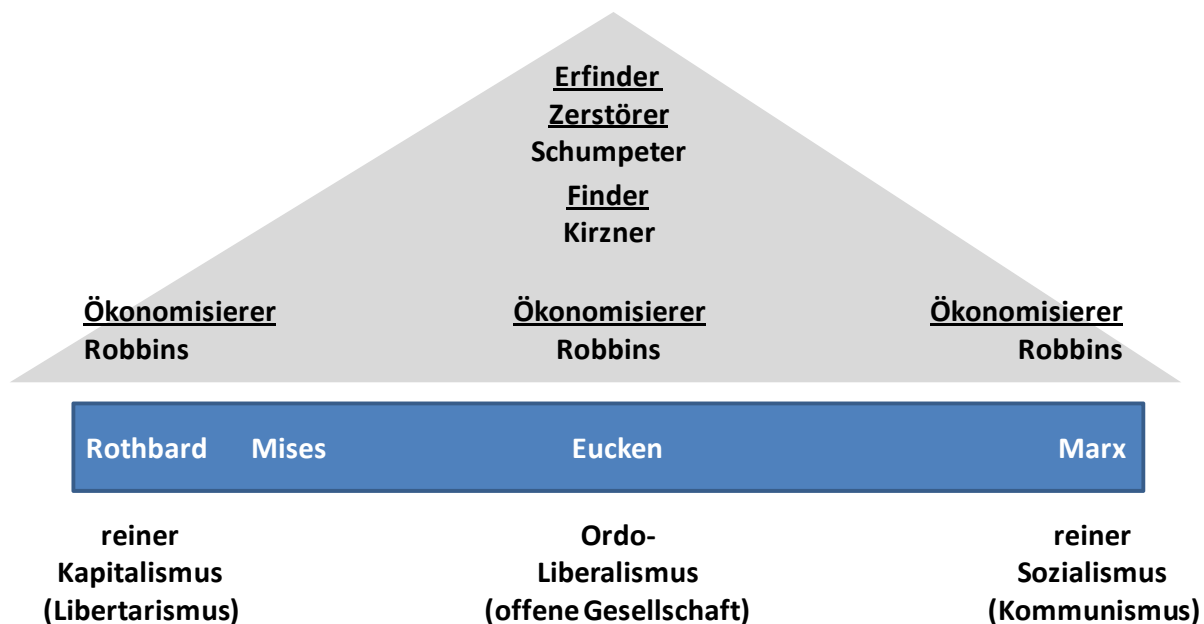 Erfinder
Zerstörer
Schumpeter
Finder
Kirzner
Ökonomisierer Ökonomisierer Ökonomisierer
Robbins Robbins Robbins
Rothbard Mises Eucken Marx
reiner Ordo- reiner
Kapitalismus Liberalismus Sozialismus
(Libertarismus) (offene Gesellschaft) (Kommunismus)